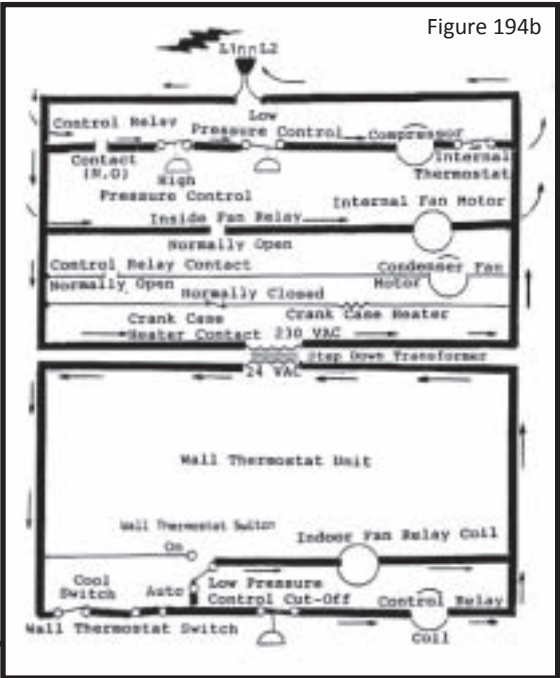 Figure 194b
L1 L2
Control Relay
Low
Pressure Control
Compressor
Contact
(N.O)
High
Pressure Control
Internal
Thermostat
Internal Fan Motor
Inside Fan Relay
Normally Open
Control Relay Contact
Normally Open
Condenser Fan
Motor
Normally Closed
Crank Case Heater
Crank Case
Heater Contact
230 VAC
Step Down Transformer
24 VAC
Wall Thermostat Unit
Wall Thermostat Switch
On
Indoor Fan Relay Coil
Cool
Switch
Auto
Low Pressure
Control Cut-Off
Control Relay
Coil
Wall Thermostat Switch